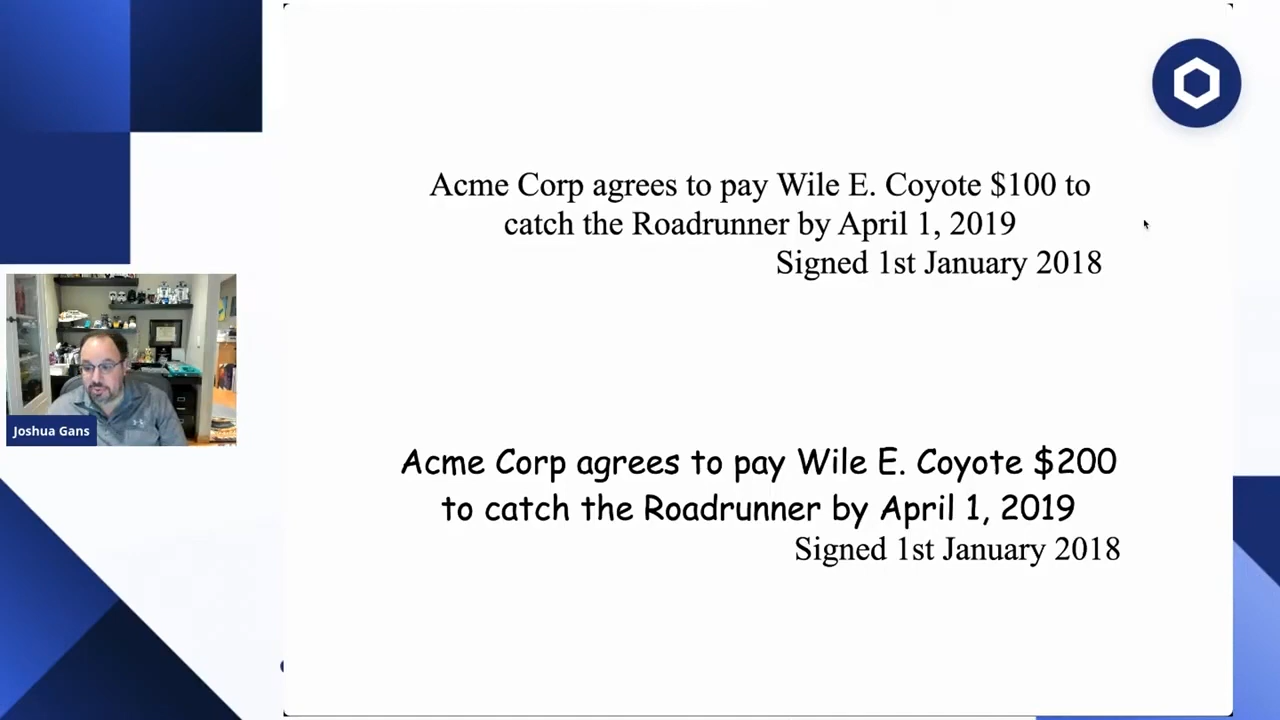 Acme Corp agrees to pay Wile E. Coyote $100 to
catch the Roadrunner by April 1, 2019
Signed 1st January 2018
Joshua Gans
Acme Corp agrees to pay Wile E. Coyote $200
to catch the Roadrunner by April 1, 2019
Signed 1st January 2018